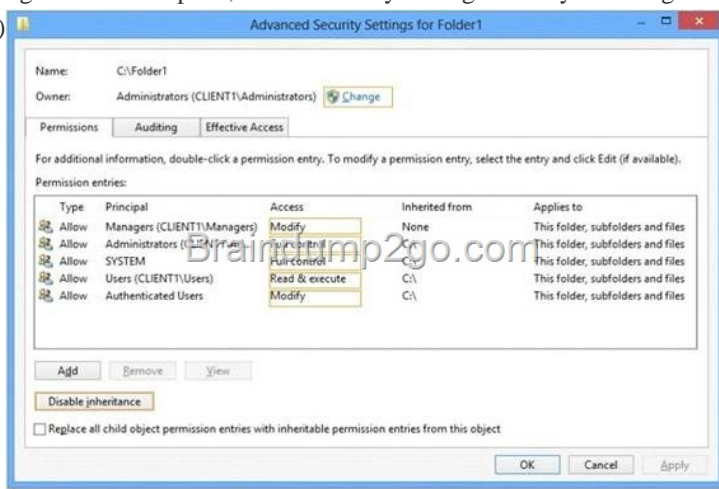 Advanced Security Settings for Folder1
Name: C:\Folder1
Owner: Administrators (CLIENT1\Administrators) Change
Permissions Auditing Effective Access
For additional information, double-click a permission entry. To modify a permission entry, select the entry and click Edit (if available).
Permission entries:
Type Principal Access Inherited from Applies to
Allow Managers (CLIENT1\Managers) Modify None This folder, subfolders and files
Allow Administrators This folder, subfolders and files
Braindump2go.com
Allow SYSTEM Full control C:\ This folder, subfolders and files
Allow Users (CLIENT1\Users) Read & execute C:\ This folder, subfolders and files
Allow Authenticated Users Modify C:\ This folder, subfolders and files
Add Remove View
Disable inheritance
Replace all child object permission entries with inheritable permission entries from this object
OK Cancel Apply